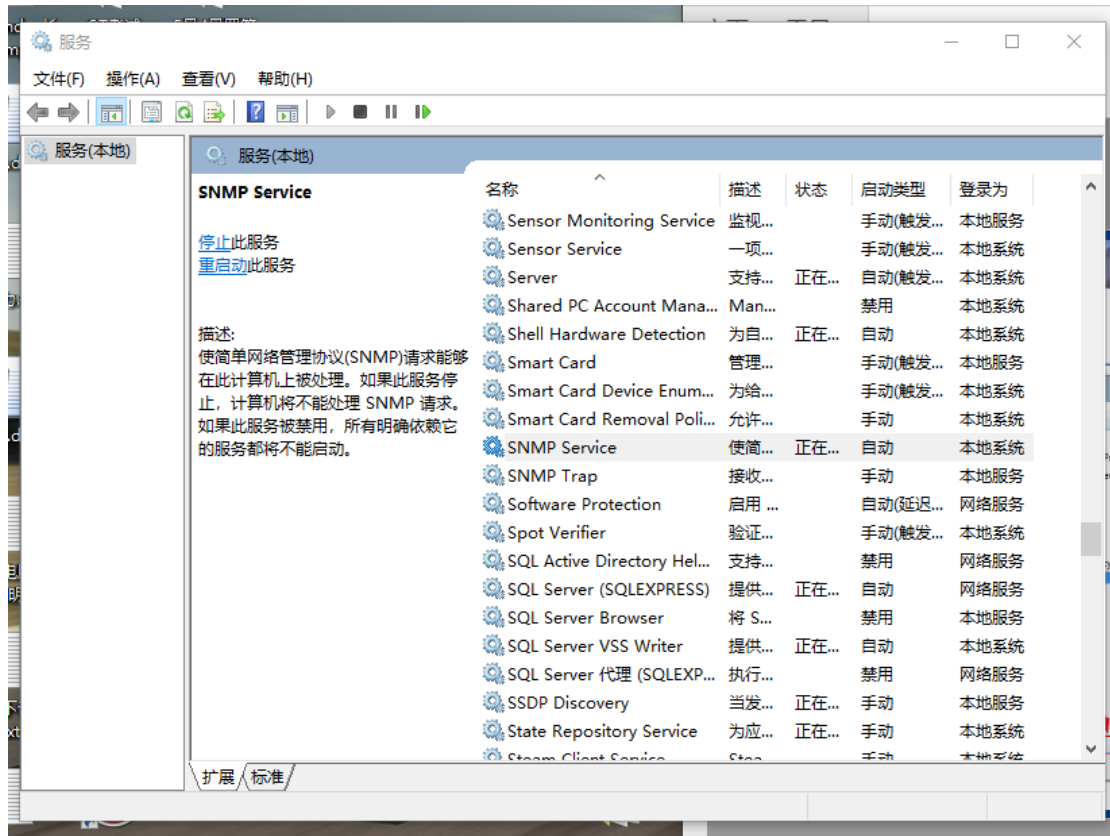 服务
文件(F) 操作(A) 查看(V) 帮助(H)
服务(本地)
服务(本地)
SNMP Service
停止此服务
重启动此服务
描述:
使简单网络管理协议(SNMP)请求能够
在此计算机上被处理。如果此服务停
止，计算机将不能处理 SNMP 请求。
如果此服务被禁用，所有明确依赖它
的服务都将不能启动。
名称 描述 状态 启动类型 登录为
Sensor Monitoring Service 监视... 手动(触发... 本地服务
Sensor Service 一项... 手动(触发... 本地系统
Server 支持... 正在... 自动(触发... 本地系统
Shared PC Account Mana... Man... 禁用 本地系统
Shell Hardware Detection 为自... 正在... 自动 本地系统
Smart Card 管理... 手动(触发... 本地服务
Smart Card Device Enum... 为给... 手动(触发... 本地系统
Smart Card Removal Poli... 允许... 手动 本地系统
SNMP Service 使简... 正在... 自动 本地系统
SNMP Trap 接收... 手动 本地服务
Software Protection 启用 ... 自动(延迟... 网络服务
Spot Verifier 验证... 手动(触发... 本地系统
SQL Active Directory Hel... 支持... 禁用 网络服务
SQL Server (SQLEXPRESS) 提供... 正在... 自动 网络服务
SQL Server Browser 将 S... 禁用 本地服务
SQL Server VSS Writer 提供... 正在... 自动 本地系统
SQL Server 代理 (SQLEXP... 执行... 禁用 网络服务
SSDP Discovery 当发... 正在... 手动 本地服务
State Repository Service 为应... 正在... 手动 本地系统
Steam Client Service Stea... 手动 本地系统
扩展 标准